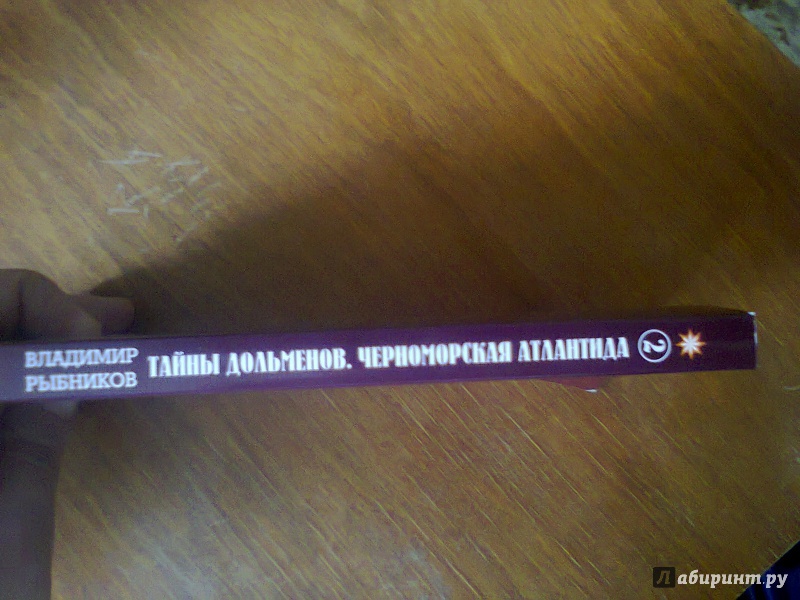 ВЛАДИМИР
РЫБНИКОВ
ТАЙНЫ ДОЛЬМЕНОВ. ЧЕРНОМОРСКАЯ АТЛАНТИДА
2
Лабиринт.ру